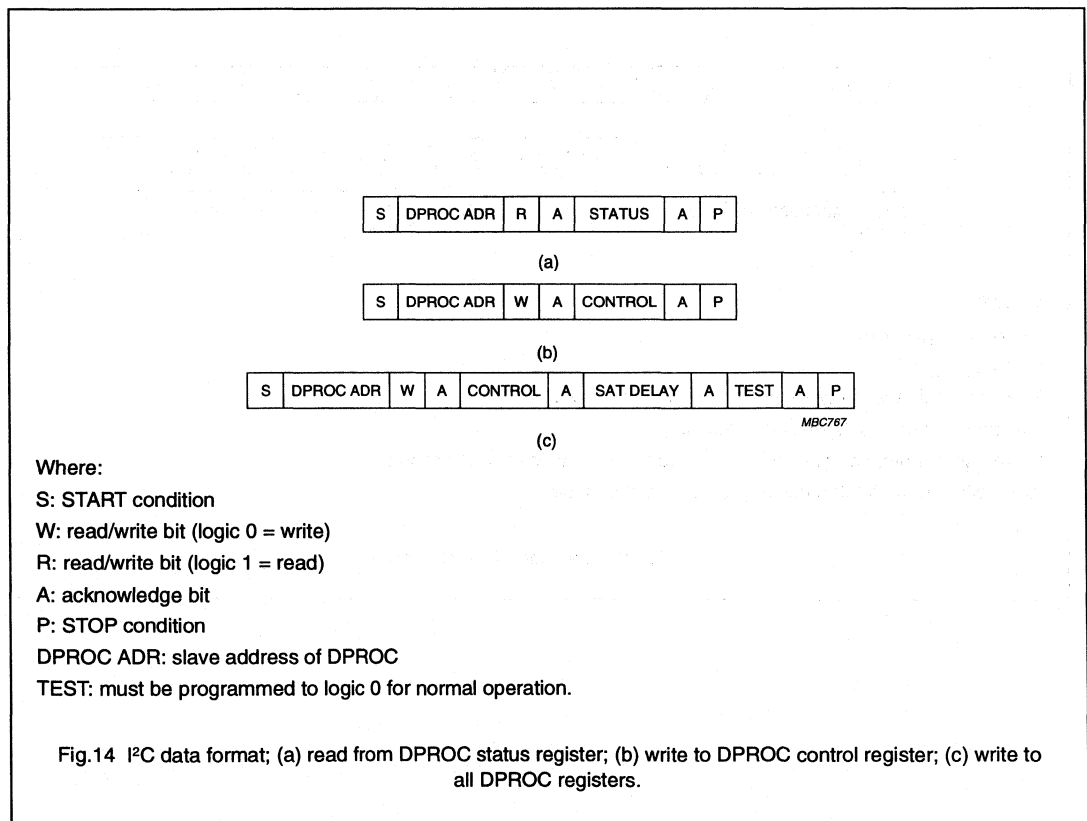 S DPROC ADR R A STATUS A P
(a)
S DPROC ADR W A CONTROL A P
(b)
S DPROC ADR W A CONTROL A SAT DELAY A TEST A P
MBC767
(c)
Where:
S: START condition
W: read/write bit (logic 0 = write)
R: read/write bit (logic 1 = read)
A: acknowledge bit
P: STOP condition
DPROC ADR: slave address of DPROC
TEST: must be programmed to logic 0 for normal operation.
Fig.14 I²C data format; (a) read from DPROC status register; (b) write to DPROC control register; (c) write to
all DPROC registers.